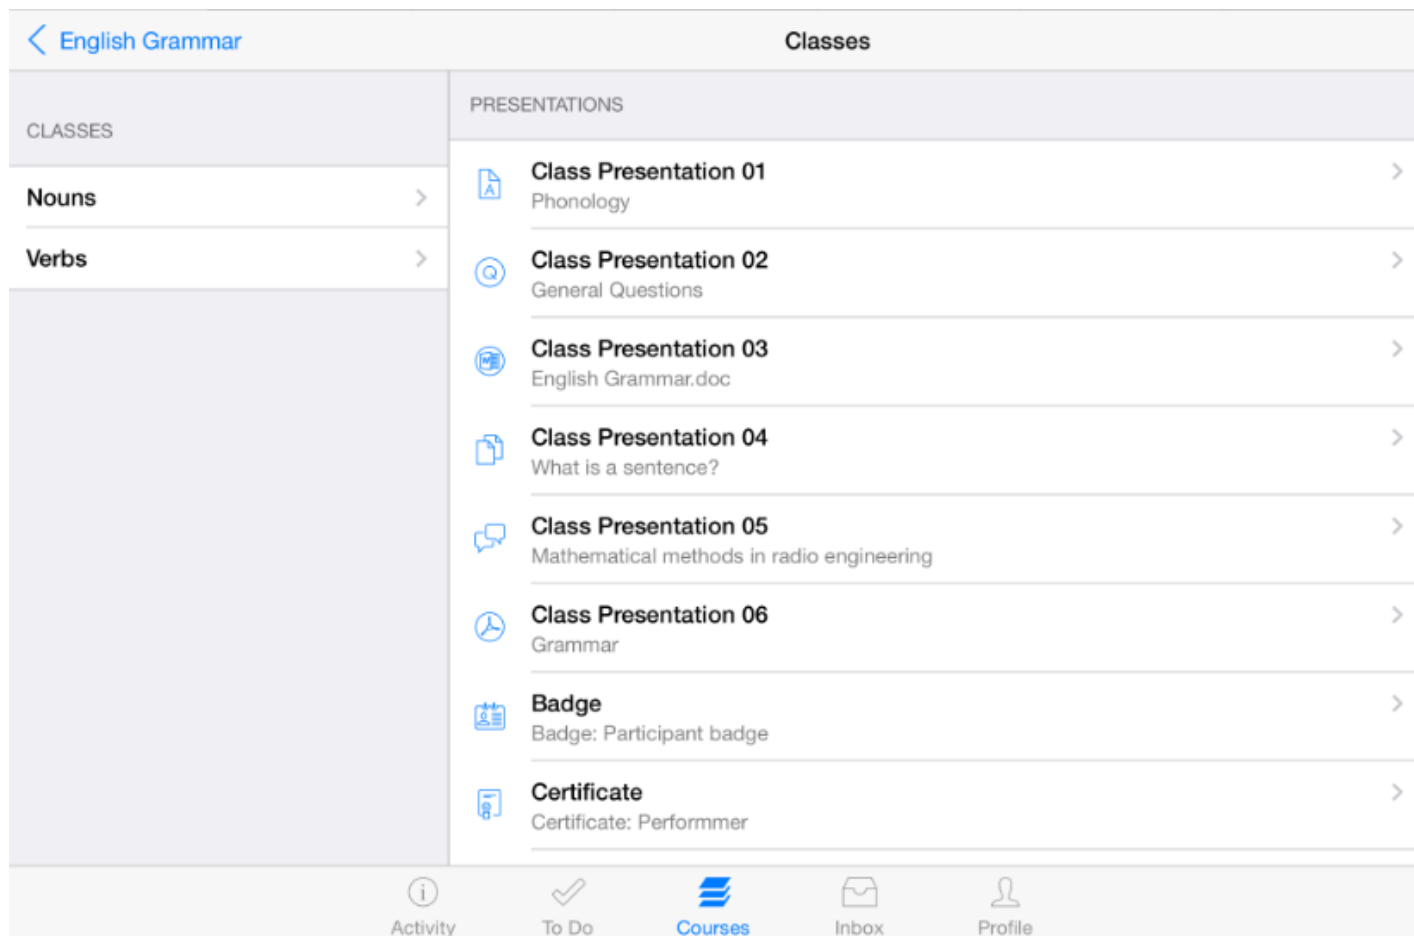 English Grammar
Classes
CLASSES
Nouns
Verbs
PRESENTATIONS
Class Presentation 01
Phonology
Class Presentation 02
General Questions
Class Presentation 03
English Grammar.doc
Class Presentation 04
What is a sentence?
Class Presentation 05
Mathematical methods in radio engineering
Class Presentation 06
Grammar
Badge
Badge: Participant badge
Certificate
Certificate: Performmer
Activity
To Do
Courses
Inbox
Profile